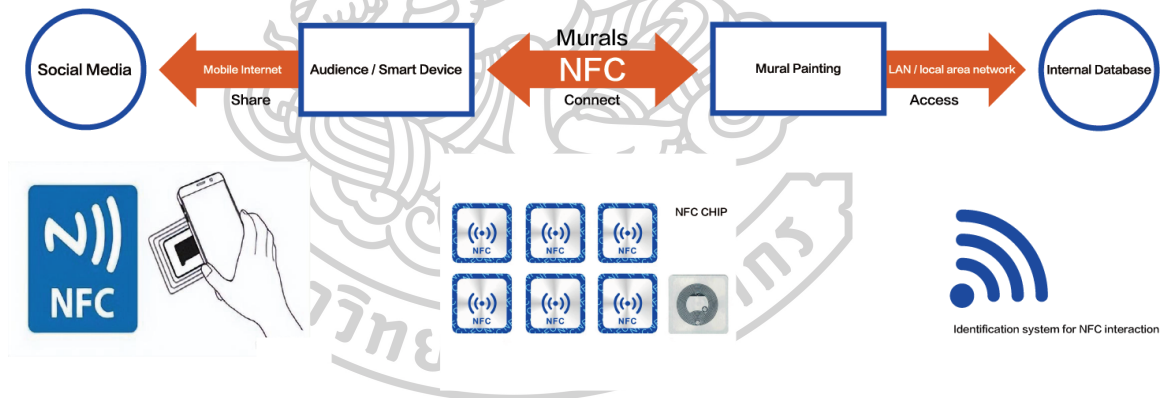 Social Media
Mobile Internet
Share
Audience / Smart Device
Murals
NFC
Connect
Mural Painting
LAN / local area network
Access
Internal Database
NFC
NFC CHIP
NFC
NFC
NFC
NFC
NFC
NFC
Identification system for NFC interaction